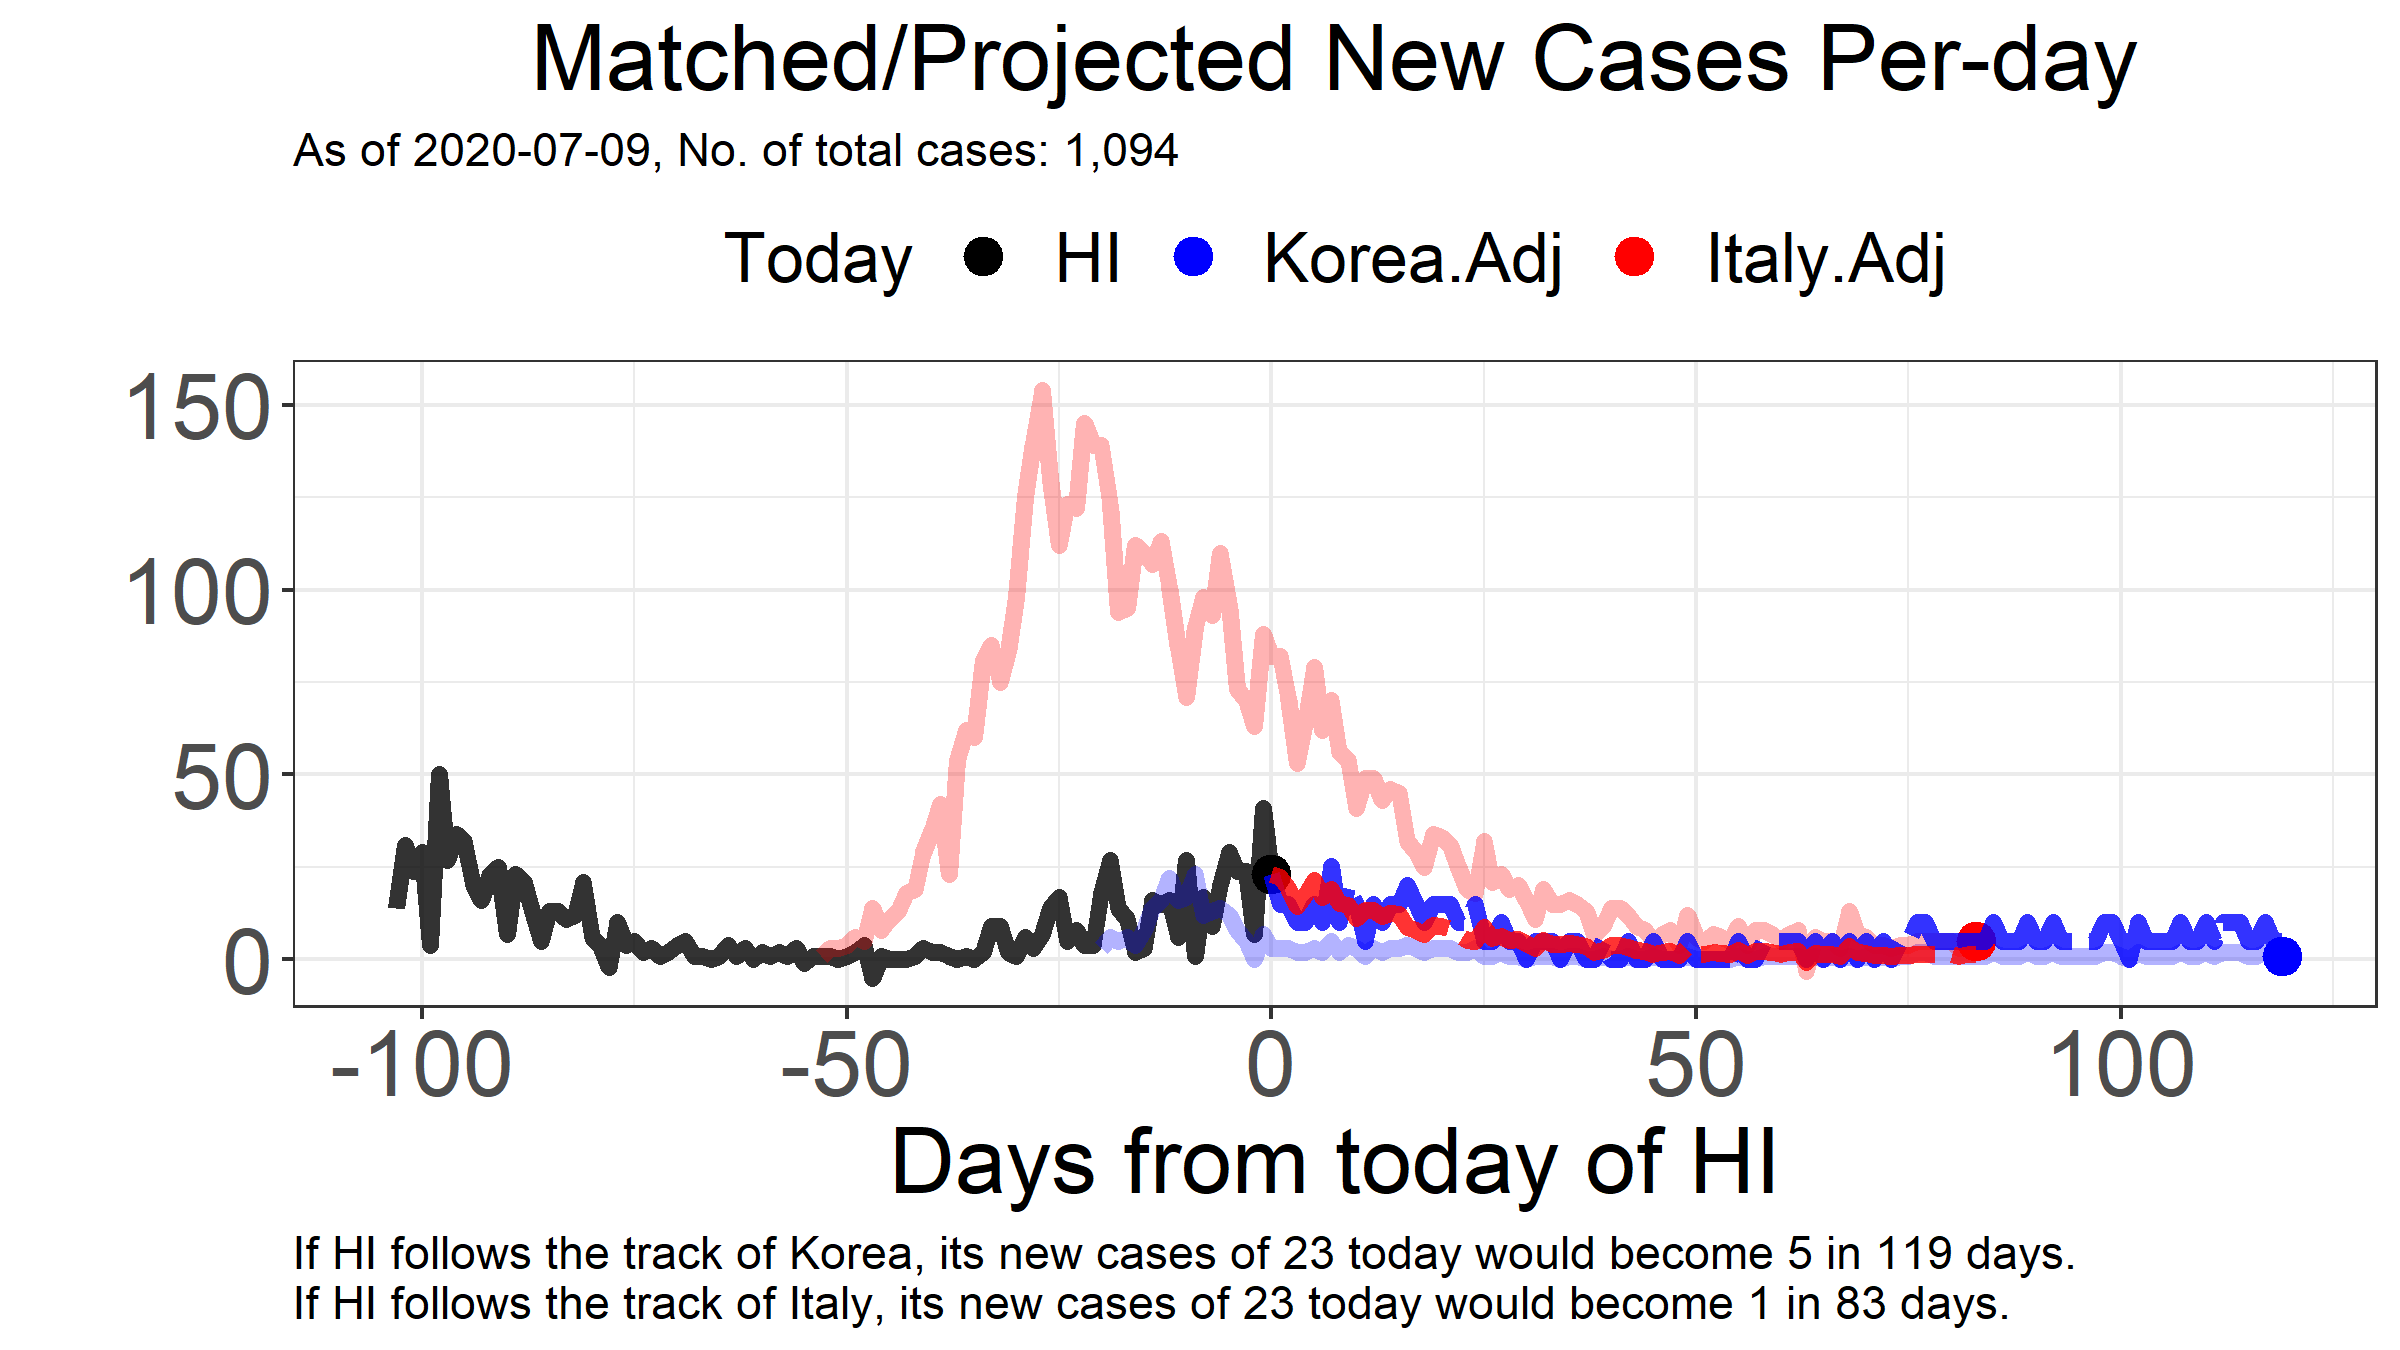 Matched/Projected New Cases Per-day
As of 2020-07-09, No. of total cases: 1,094
Today HI Korea.Adj Italy.Adj
150
100
50
0
-100 -50 0 50 100
Days from today of HI
If HI follows the track of Korea, its new cases of 23 today would become 5 in 119 days.
If HI follows the track of Italy, its new cases of 23 today would become 1 in 83 days.